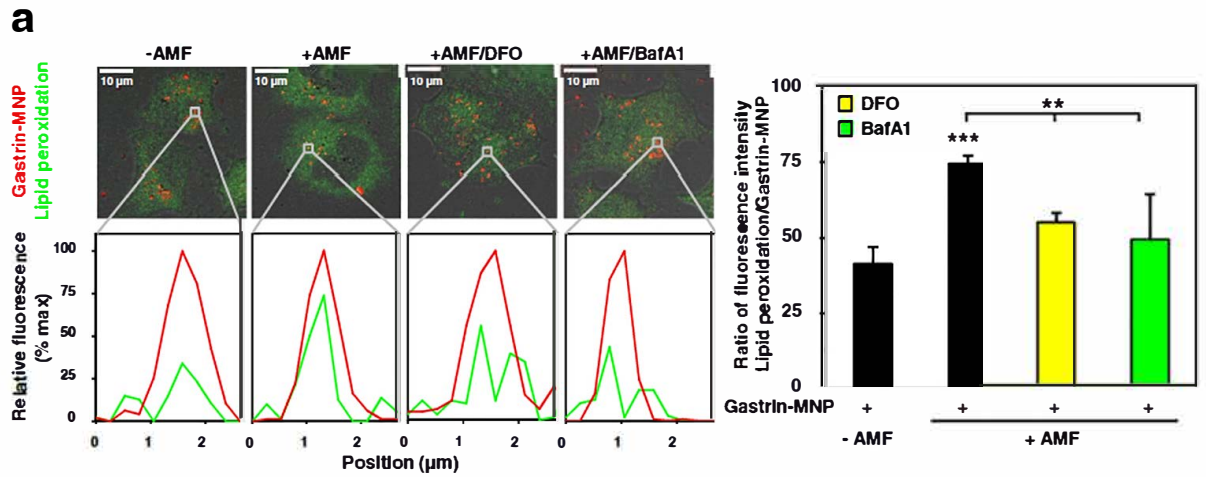 a
-AMF
+AMF
+AMF/DFO
+AMF/BafA1
10 µm
10 µm
10 µm
10 µm
Gastrin-MNP
Lipid peroxidation
Relative fluorescence
(% max)
100
75
50
25
0
0 1 2
0 1 2
0 1 2
0 1 2
Position (µm)
Ratio of fluoresence intensity
Lipid peroxidation/Gastrin-MNP
100
75
50
25
0
DFO
BafA1
***
**
Gastrin-MNP + + + +
- AMF
+ AMF